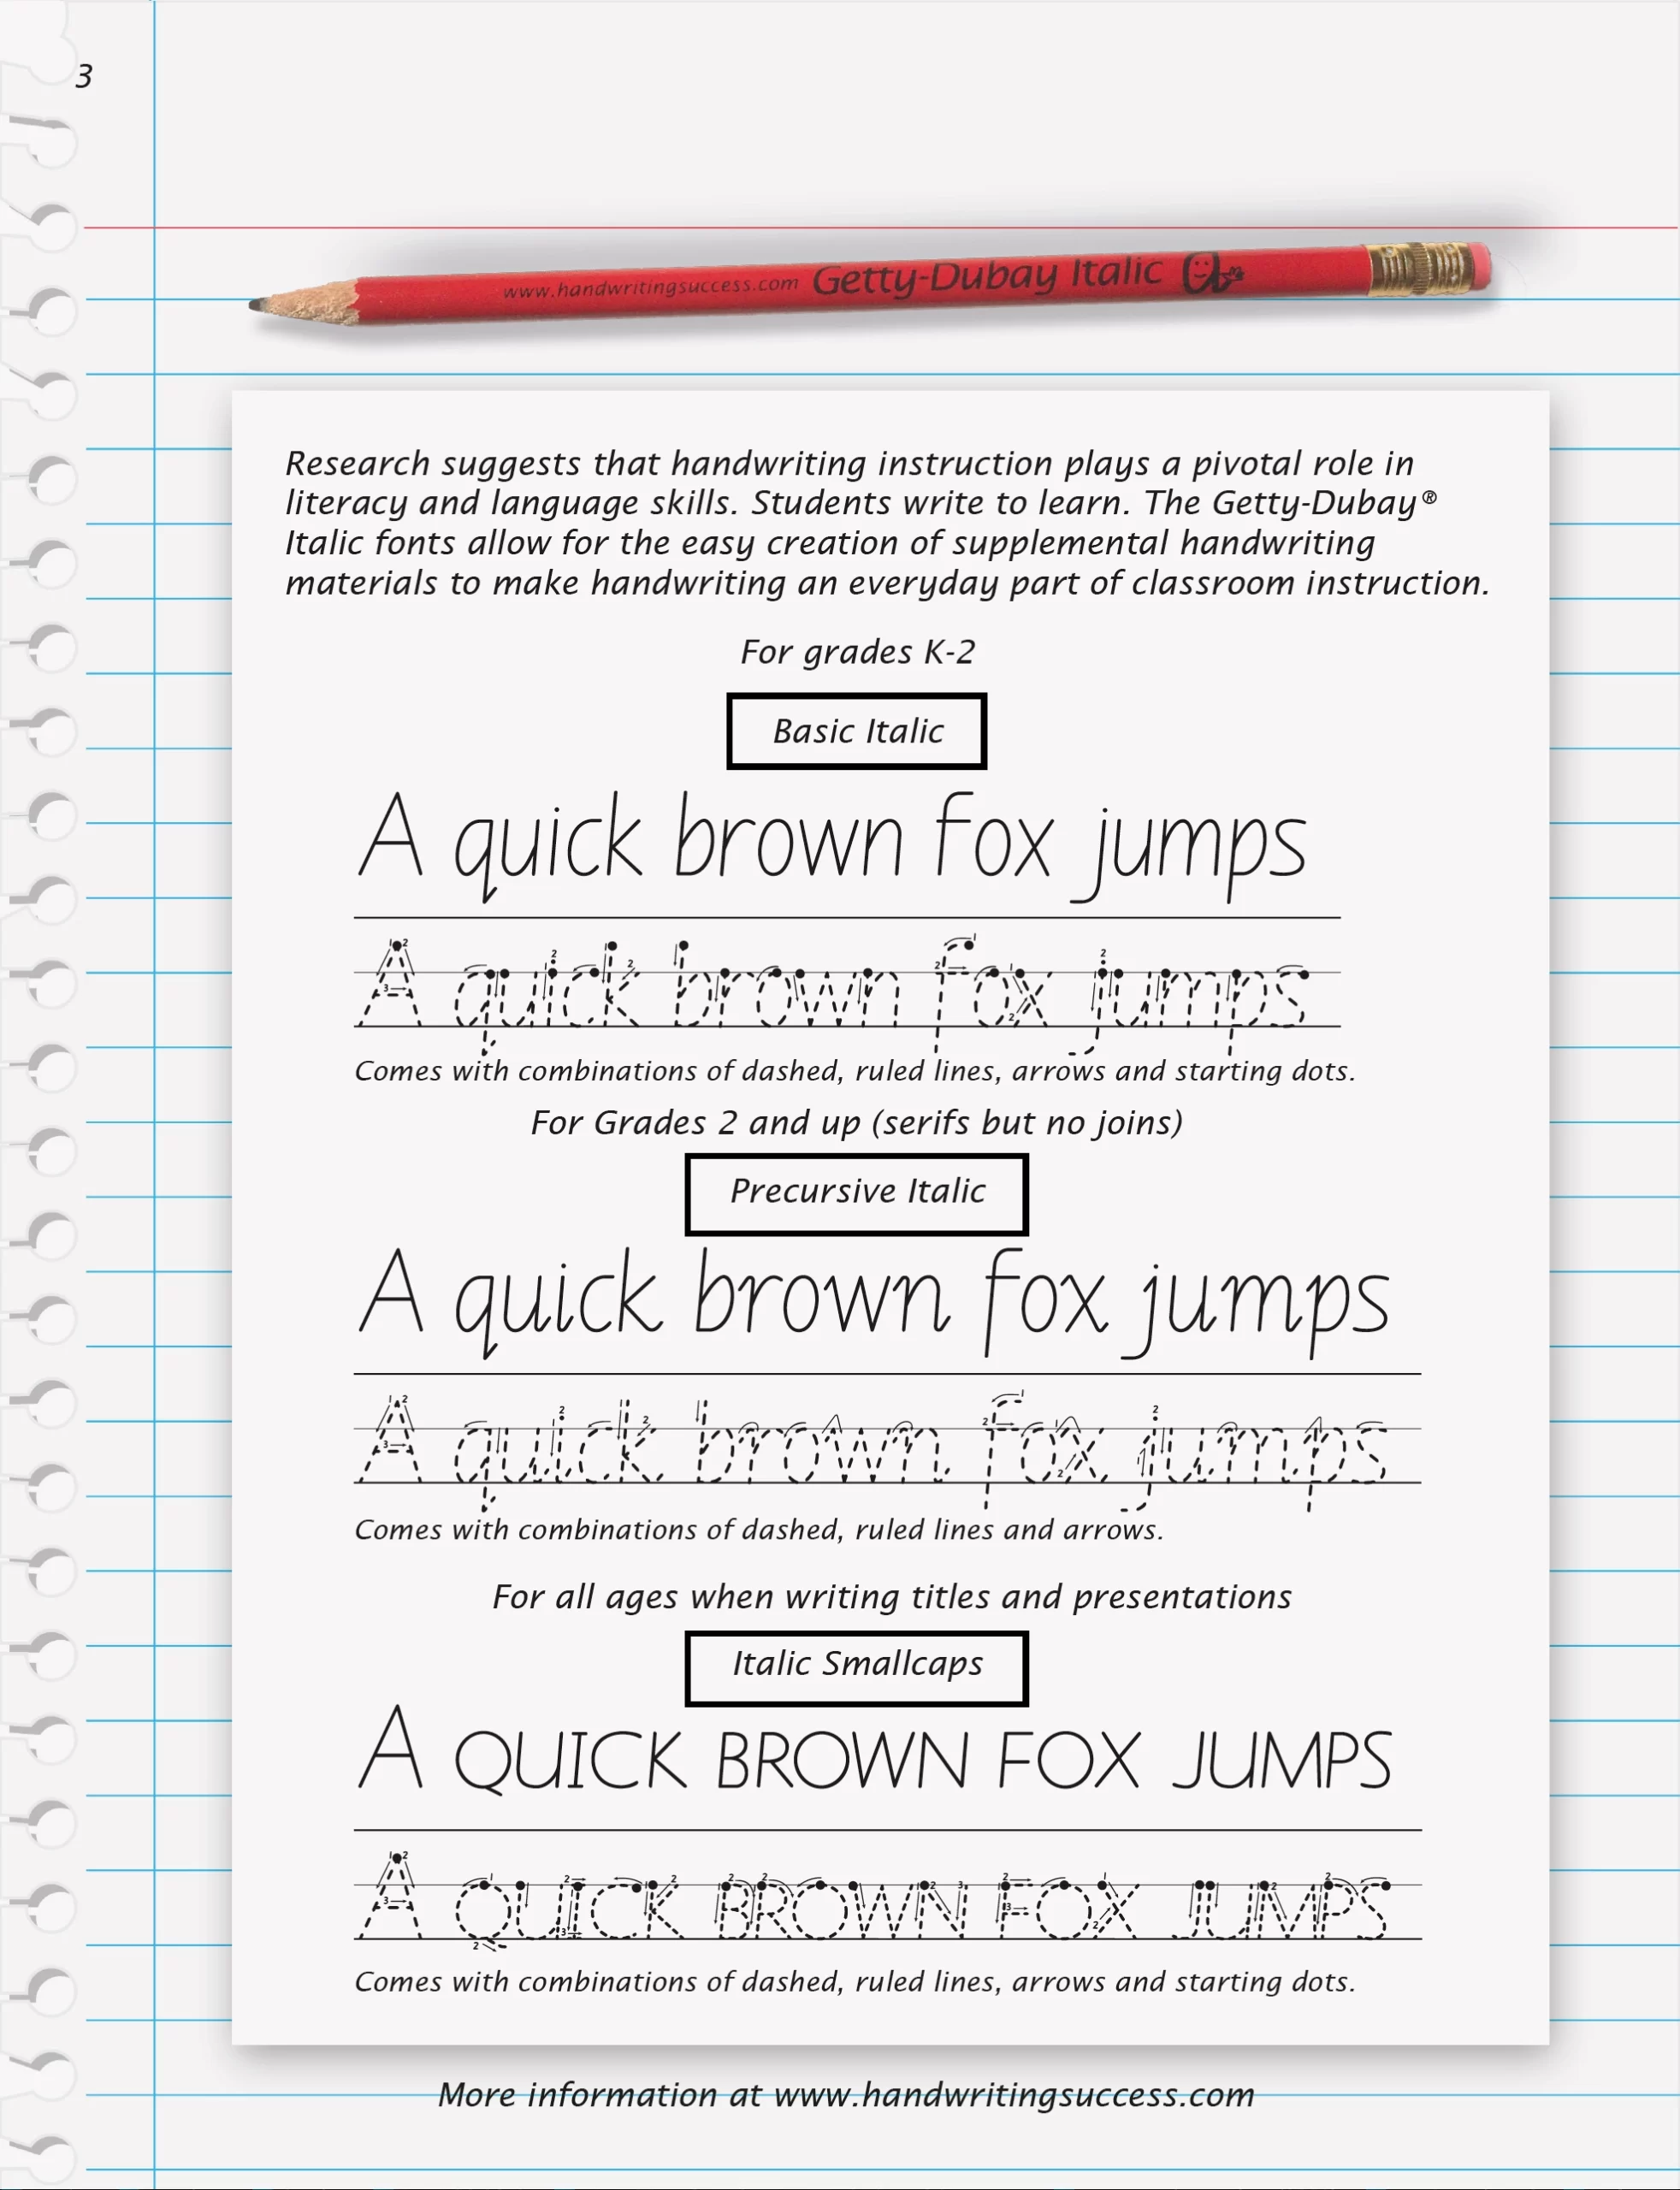 3
www.handwritingsuccess.com Getty-Dubay Italic
Research suggests that handwriting instruction plays a pivotal role in
literacy and language skills. Students write to learn. The Getty-Dubay®
Italic fonts allow for the easy creation of supplemental handwriting
materials to make handwriting an everyday part of classroom instruction.
For grades K-2
Basic Italic
A quick brown fox jumps
A quick brown fox jumps
Comes with combinations of dashed, ruled lines, arrows and starting dots.
For Grades 2 and up (serifs but no joins)
Precursive Italic
A quick brown fox jumps
A quick brown fox jumps
Comes with combinations of dashed, ruled lines and arrows.
For all ages when writing titles and presentations
Italic Smallcaps
A QUICK BROWN FOX JUMPS
A QUICK BROWN FOX JUMPS
Comes with combinations of dashed, ruled lines, arrows and starting dots.
More information at www.handwritingsuccess.com